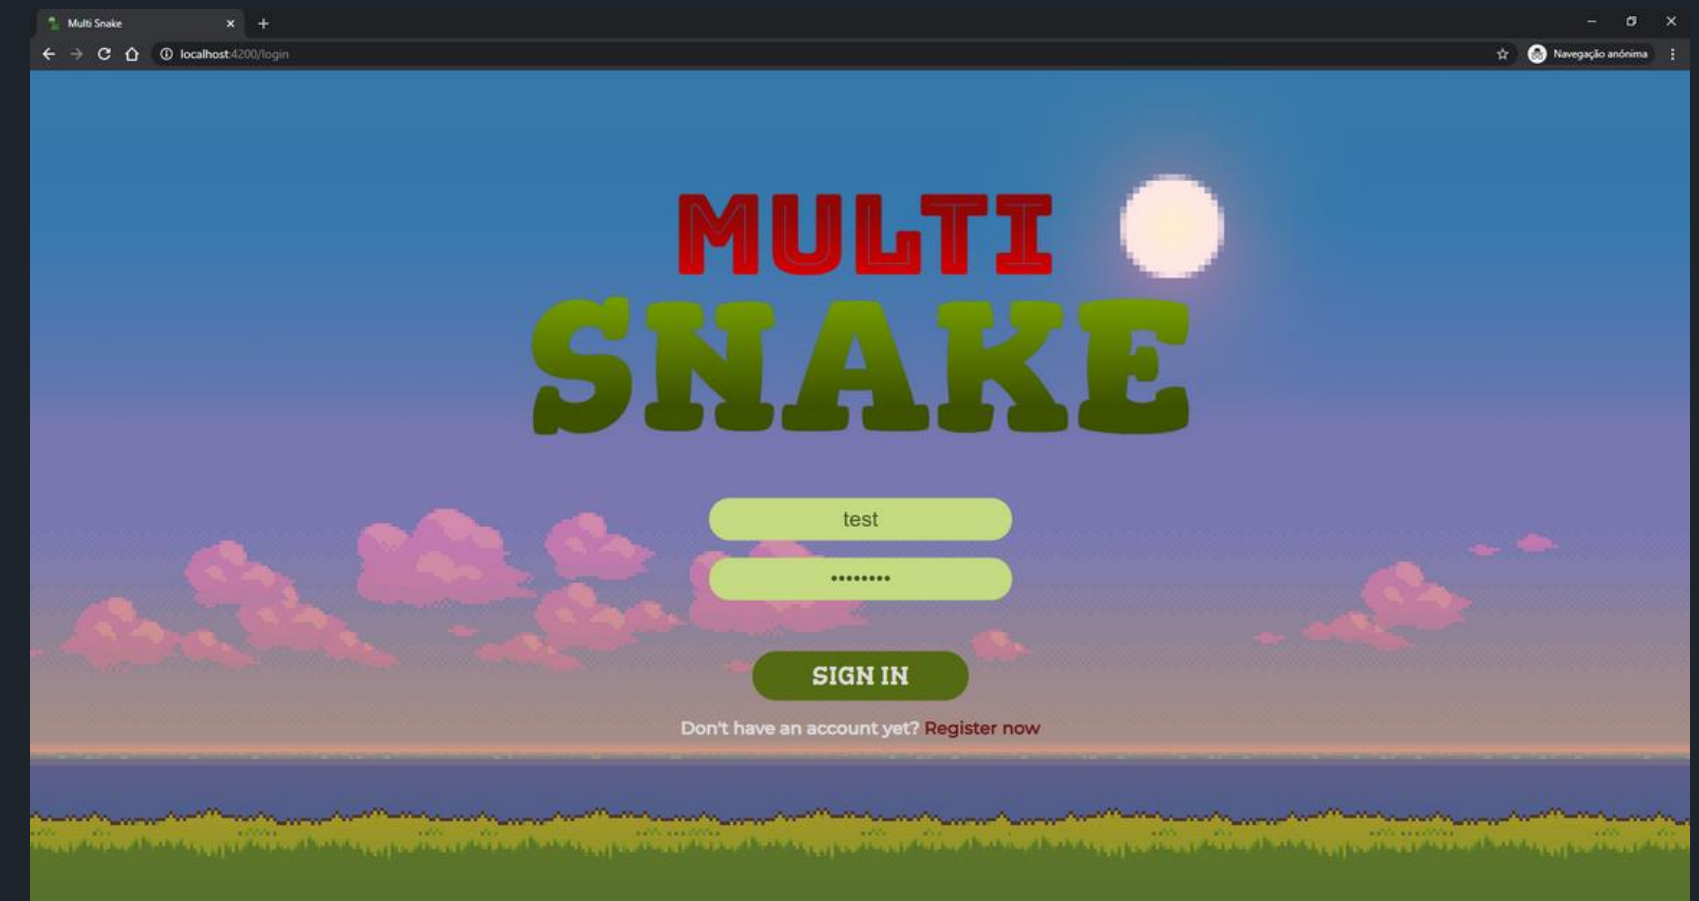 Multi Snake
localhost:4200/login
Navegação anónima
MULTI
SNAKE
test
••••••••
SIGN IN
Don't have an account yet? Register now